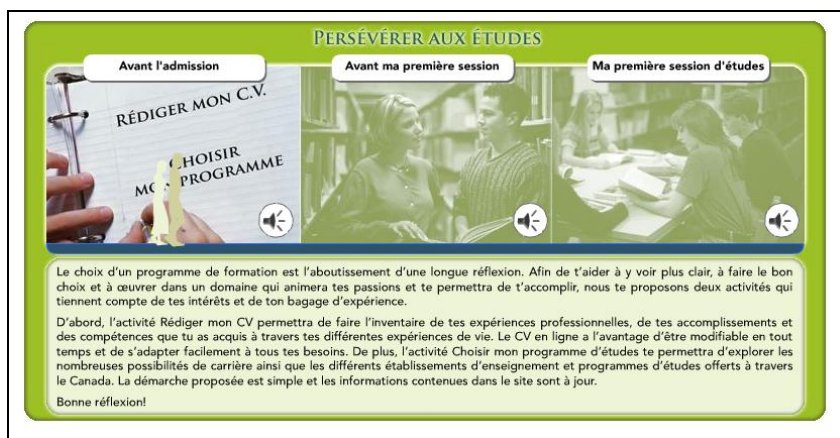 PERSÉVÉRER AUX ÉTUDES
Avant l'admission
Avant ma première session
Ma première session d'études
RÉDIGER MON C.V.
CHOISIR
MON PROGRAMME
Le choix d'un programme de formation est l'aboutissement d'une longue réflexion. Afin de t'aider à y voir plus clair, à faire le bon
choix et à œuvrer dans un domaine qui animera tes passions et te permettra de t'accomplir, nous te proposons deux activités qui
tiennent compte de tes intérêts et de ton bagage d'expérience.
D'abord, l'activité Rédiger mon CV permettra de faire l'inventaire de tes expériences professionnelles, de tes accomplissements et
des compétences que tu as acquis à travers tes différentes expériences de vie. Le CV en ligne a l'avantage d'être modifiable en tout
temps et de s'adapter facilement à tous tes besoins. De plus, l'activité Choisir mon programme d'études te permettra d'explorer les
nombreuses possibilités de carrière ainsi que les différents établissements d'enseignement et programmes d'études offerts à travers
le Canada. La démarche proposée est simple et les informations contenues dans le site sont à jour.
Bonne réflexion!